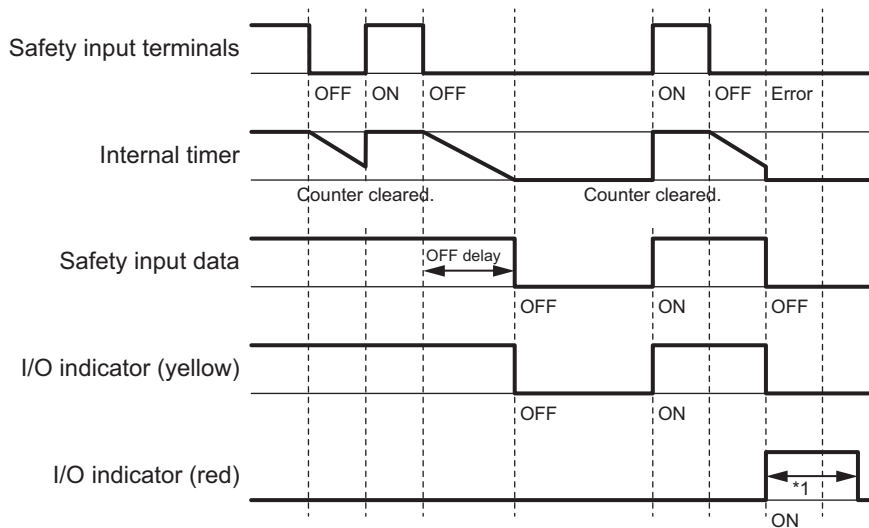 Safety input terminals
OFF ON OFF ON OFF Error
Internal timer
Counter cleared. Counter cleared.
Safety input data
OFF delay
OFF ON OFF
I/O indicator (yellow)
OFF ON
I/O indicator (red)
*1
ON